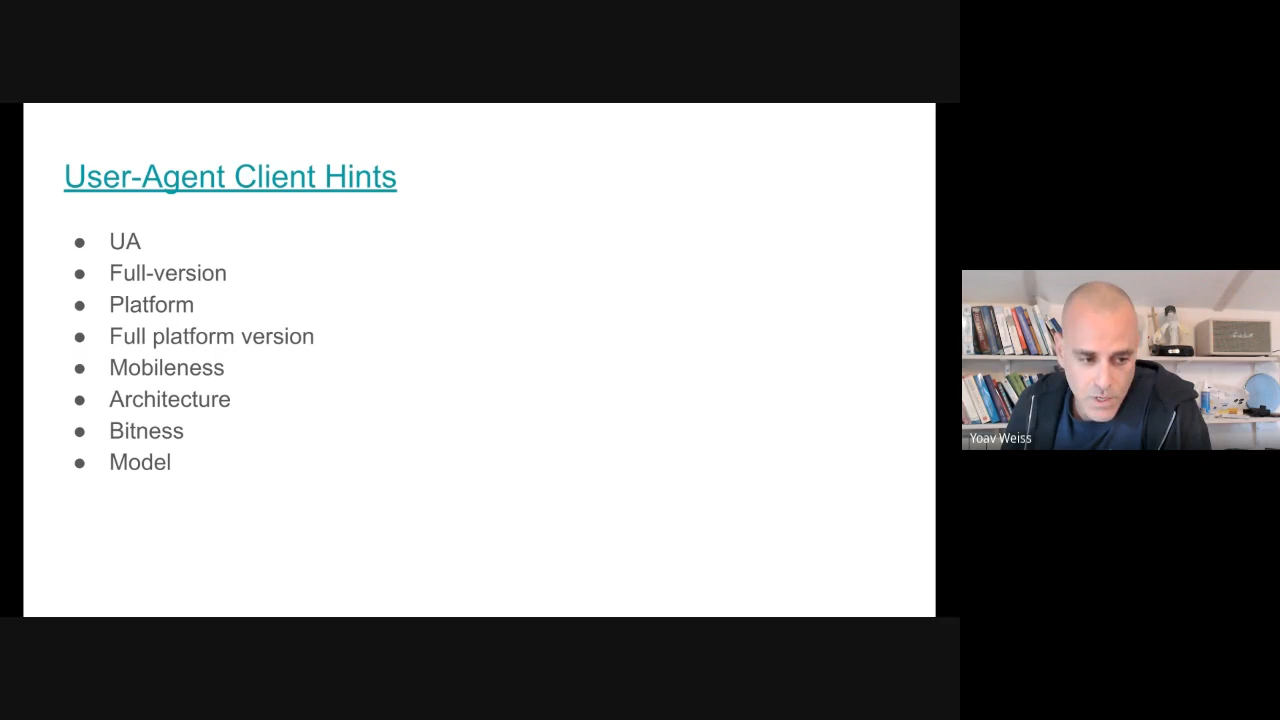 User-Agent Client Hints
● UA
● Full-version
● Platform
● Full platform version
● Mobileness
● Architecture
● Bitness
● Model
Yoav Weiss